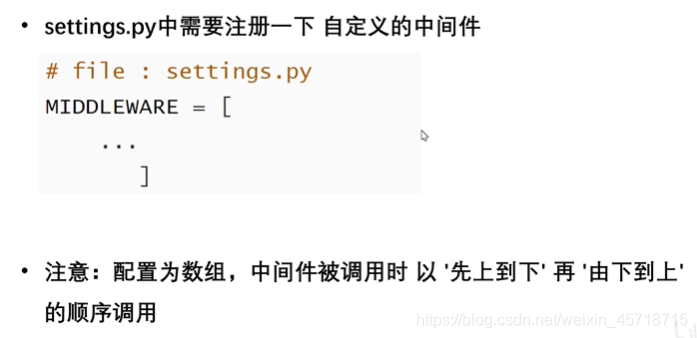 • settings.py中需要注册一下 自定义的中间件
# file : settings.py
MIDDLEWARE = [
...
]
• 注意：配置为数组，中间件被调用时 以 '先上到下' 再 '由下到上'
的顺序调用
https://blog.csdn.net/weixin_45718715